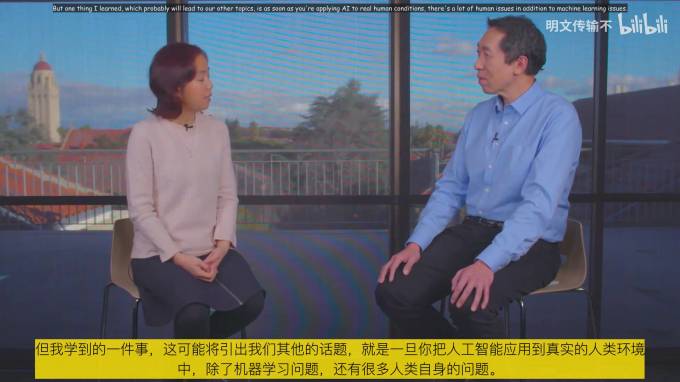 But one thing I learned, which probably will lead to our other topics, is as soon as you're applying AI to real human conditions, there's a lot of human issues in addition to machine learning issues.
明文传输不 bilibili
但我学到的一件事，这可能将引出我们其他的话题，就是一旦你把人工智能应用到真实的人类环境
中，除了机器学习问题，还有很多人类自身的问题。